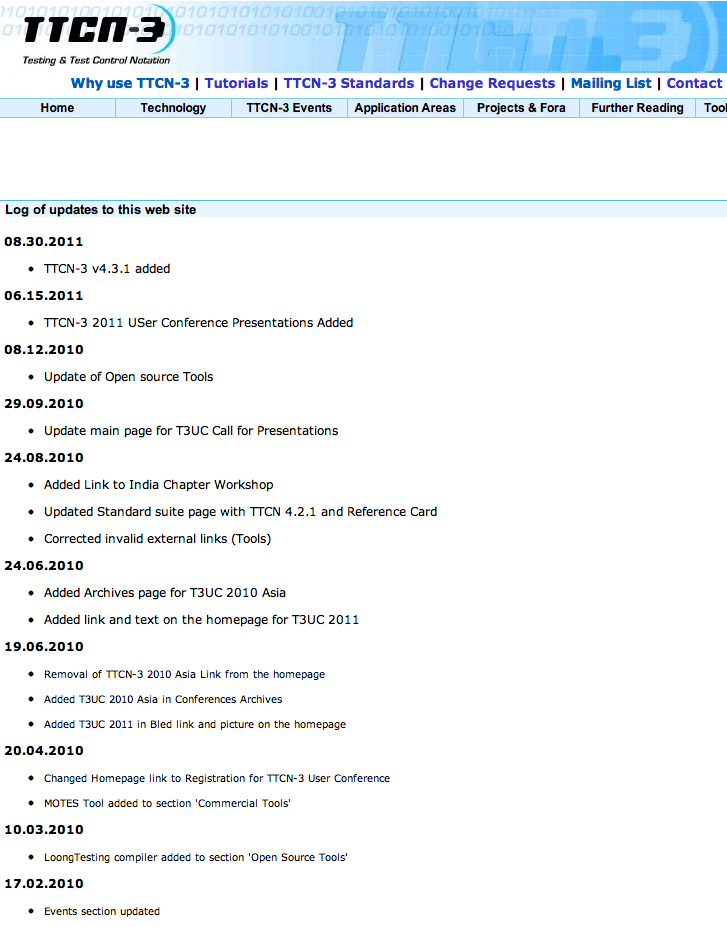 TTCN-3
Testing & Test Control Notation
Why use TTCN-3 | Tutorials | TTCN-3 Standards | Change Requests | Mailing List | Contact
Home Technology TTCN-3 Events Application Areas Projects & Fora Further Reading Tool
Log of updates to this web site
08.30.2011
• TTCN-3 v4.3.1 added
06.15.2011
• TTCN-3 2011 USer Conference Presentations Added
08.12.2010
• Update of Open source Tools
29.09.2010
• Update main page for T3UC Call for Presentations
24.08.2010
• Added Link to India Chapter Workshop
• Updated Standard suite page with TTCN 4.2.1 and Reference Card
• Corrected invalid external links (Tools)
24.06.2010
• Added Archives page for T3UC 2010 Asia
• Added link and text on the homepage for T3UC 2011
19.06.2010
• Removal of TTCN-3 2010 Asia Link from the homepage
• Added T3UC 2010 Asia in Conferences Archives
• Added T3UC 2011 in Bled link and picture on the homepage
20.04.2010
• Changed Homepage link to Registration for TTCN-3 User Conference
• MOTES Tool added to section 'Commercial Tools'
10.03.2010
• LoongTesting compiler added to section 'Open Source Tools'
17.02.2010
• Events section updated